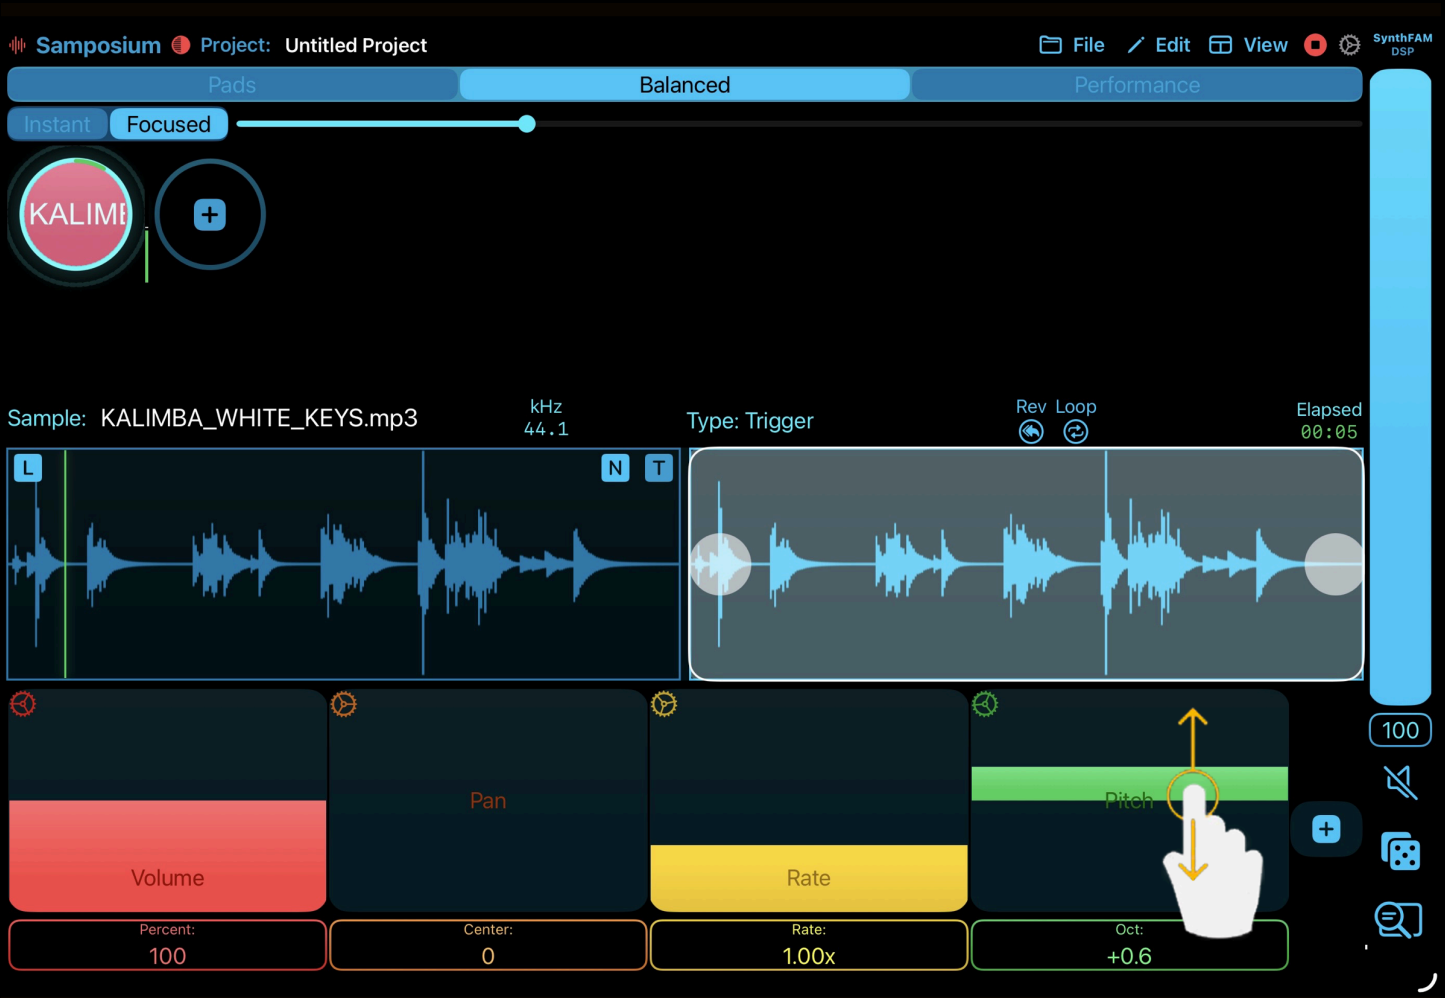 Samposium Project: Untitled Project File Edit View SynthFAM DSP
Pads Balanced Performance
Instant Focused
KALIME
Sample: KALIMBA_WHITE_KEYS.mp3 kHz 44.1 Type: Trigger Rev Loop Elapsed 00:05
L N T
Volume Pan Rate Pitch
Percent: Center: Rate: Oct:
100 0 1.00x +0.6
100